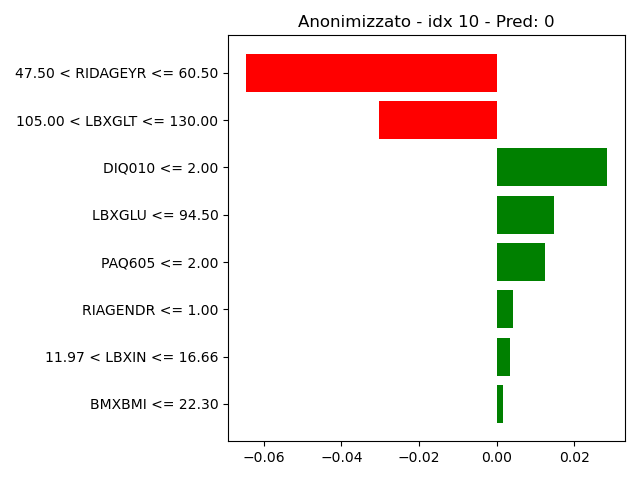 Anonimizzato - idx 10 - Pred: 0
47.50 < RIDAGEYR <= 60.50
105.00 < LBXGLT <= 130.00
DIQ010 <= 2.00
LBXGLU <= 94.50
PAQ605 <= 2.00
RIAGENDR <= 1.00
11.97 < LBXIN <= 16.66
BMXBMI <= 22.30
−0.06 −0.04 −0.02 0.00 0.02